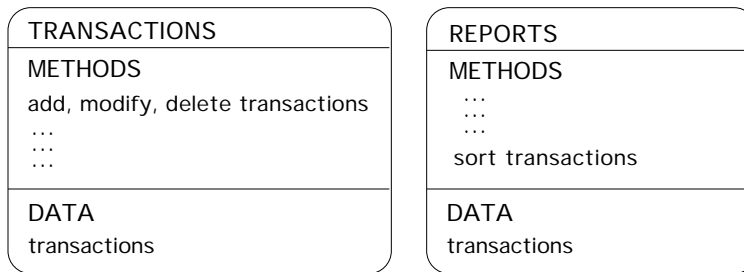 TRANSACTIONS
METHODS
add, modify, delete transactions
...
...
...
DATA
transactions
REPORTS
METHODS
...
...
...
sort transactions
DATA
transactions